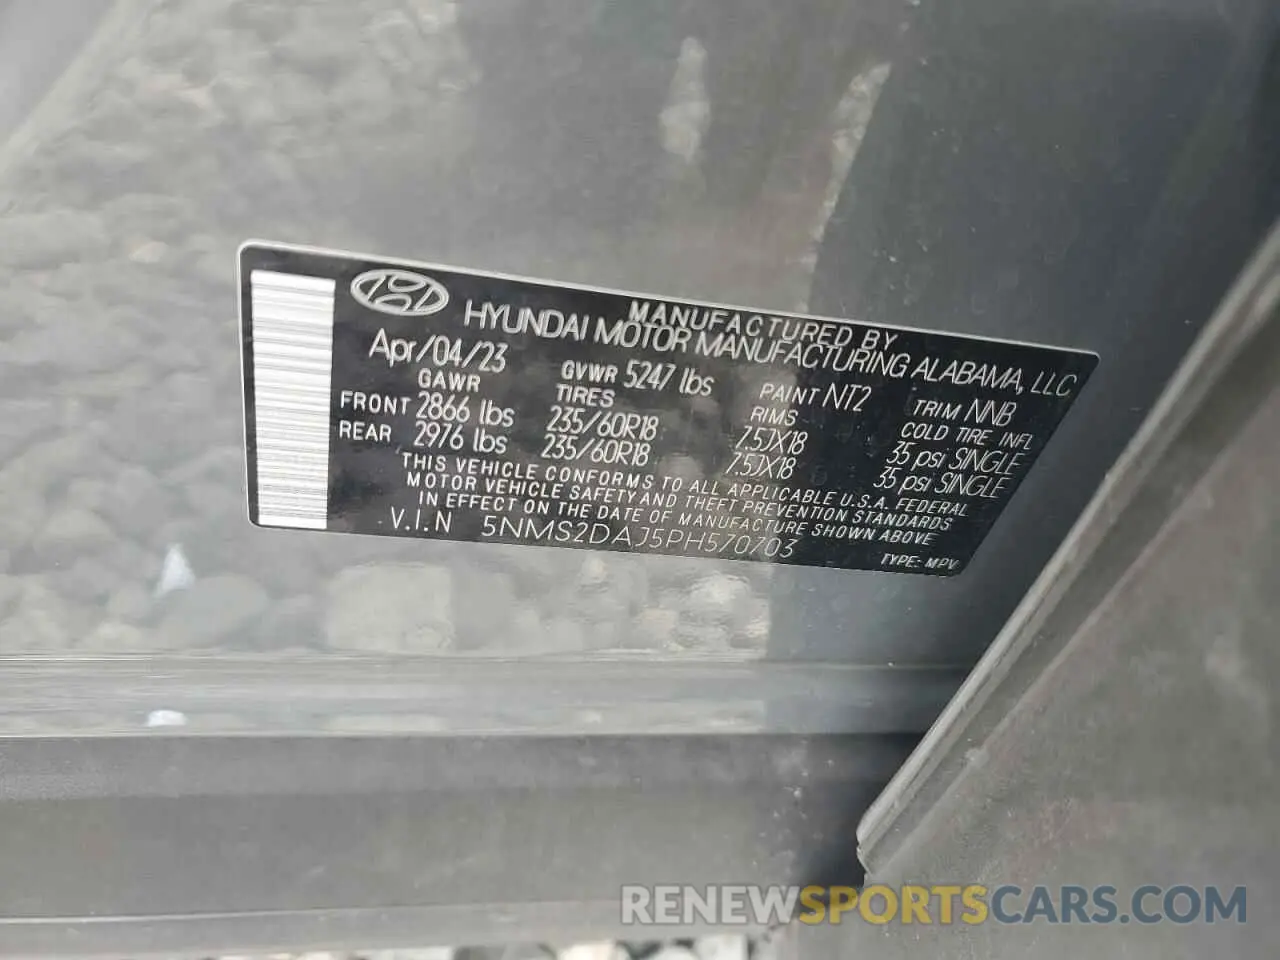 MANUFACTURED BY
HYUNDAI MOTOR MANUFACTURING ALABAMA, LLC
Apr/04/23 GVWR 5247 lbs PAINT NT2 TRIM NNB
GAWR TIRES RIMS COLD TIRE INFL
FRONT 2866 lbs 235/60R18 7.5JX18 35 psi SINGLE
REAR 2976 lbs 235/60R18 7.5JX18 35 psi SINGLE
THIS VEHICLE CONFORMS TO ALL APPLICABLE U.S.A. FEDERAL
MOTOR VEHICLE SAFETY AND THEFT PREVENTION STANDARDS
IN EFFECT ON THE DATE OF MANUFACTURE SHOWN ABOVE
V.I.N 5NMS2DAJ5PH570703 TYPE: MPV
RENEWSPORTSCARS.COM